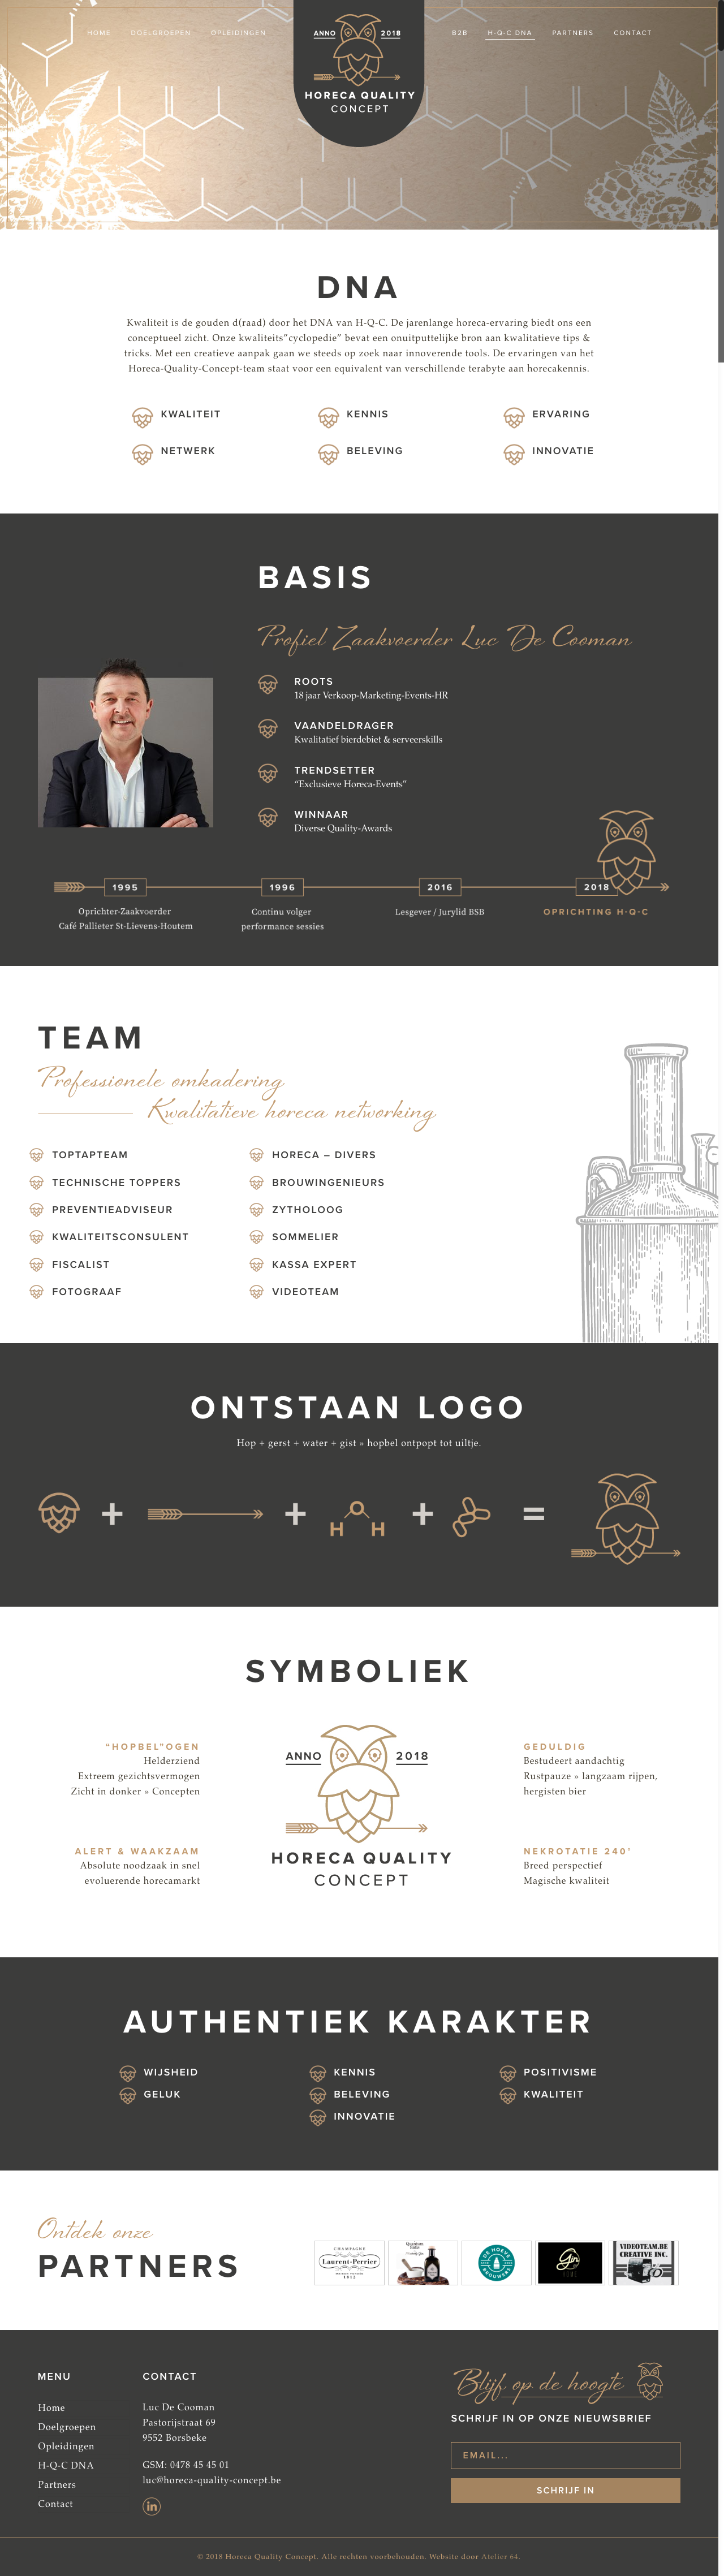 HOME DOELGROEPEN OPLEIDINGEN
ANNO 2018
HORECA QUALITY
CONCEPT
B2B H-Q-C DNA PARTNERS CONTACT
DNA
Kwaliteit is de gouden d(raad) door het DNA van H-Q-C. De jarenlange horeca-ervaring biedt ons een
conceptueel zicht. Onze kwaliteits”cyclopedie” bevat een onuitputtelijke bron aan kwalitatieve tips &
tricks. Met een creatieve aanpak gaan we steeds op zoek naar innoverende tools. De ervaringen van het
Horeca-Quality-Concept-team staat voor een equivalent van verschillende terabyte aan horecakennis.
KWALITEIT KENNIS ERVARING
NETWERK BELEVING INNOVATIE
BASIS
Profiel Zaakvoerder Luc De Cooman
ROOTS
18 jaar Verkoop-Marketing-Events-HR
VAANDELDRAGER
Kwalitatief bierdebiet & serveerskills
TRENDSETTER
“Exclusieve Horeca-Events”
WINNAAR
Diverse Quality-Awards
1995
Oprichter-Zaakvoerder
Café Pallieter St-Lievens-Houtem
1996
Continu volger
performance sessies
2016
Lesgever / Jurylid BSB
2018
OPRICHTING H-Q-C
TEAM
Professionele omkadering
Kwalitatieve horeca networking
TOPTAPTEAM
TECHNISCHE TOPPERS
PREVENTIEADVISEUR
KWALITEITSCONSULENT
FISCALIST
FOTOGRAAF
HORECA – DIVERS
BROUWINGENIEURS
ZYTHOLOOG
SOMMELIER
KASSA EXPERT
VIDEOTEAM
ONTSTAAN LOGO
Hop + gerst + water + gist » hopbel ontpopt tot uiltje.
+ + H O H + =
SYMBOLIEK
“HOPBEL”OGEN
Helderziend
Extreem gezichtsvermogen
Zicht in donker » Concepten
ALERT & WAAKZAAM
Absolute noodzaak in snel
evoluerende horecamarkt
ANNO 2018
HORECA QUALITY
CONCEPT
GEDULDIG
Bestudeert aandachtig
Rustpauze » langzaam rijpen,
hergisten bier
NEKROTATIE 240°
Breed perspectief
Magische kwaliteit
AUTHENTIEK KARAKTER
WIJSHEID
GELUK
KENNIS
BELEVING
INNOVATIE
POSITIVISME
KWALITEIT
Ontdek onze
PARTNERS
CHAMPAGNE
Laurent-Perrier
1812
DE HOEVE
BROUWERS
Gin
VIDEOTEAM.BE
CREATIVE INC.
MENU
Home
Doelgroepen
Opleidingen
H-Q-C DNA
Partners
Contact
CONTACT
Luc De Cooman
Pastorijstraat 69
9552 Borsbeke
GSM: 0478 45 45 01
luc@horeca-quality-concept.be
in
Blijf op de hoogte
SCHRIJF IN OP ONZE NIEUWSBRIEF
EMAIL...
SCHRIJF IN
© 2018 Horeca Quality Concept. Alle rechten voorbehouden. Website door Atelier 64.